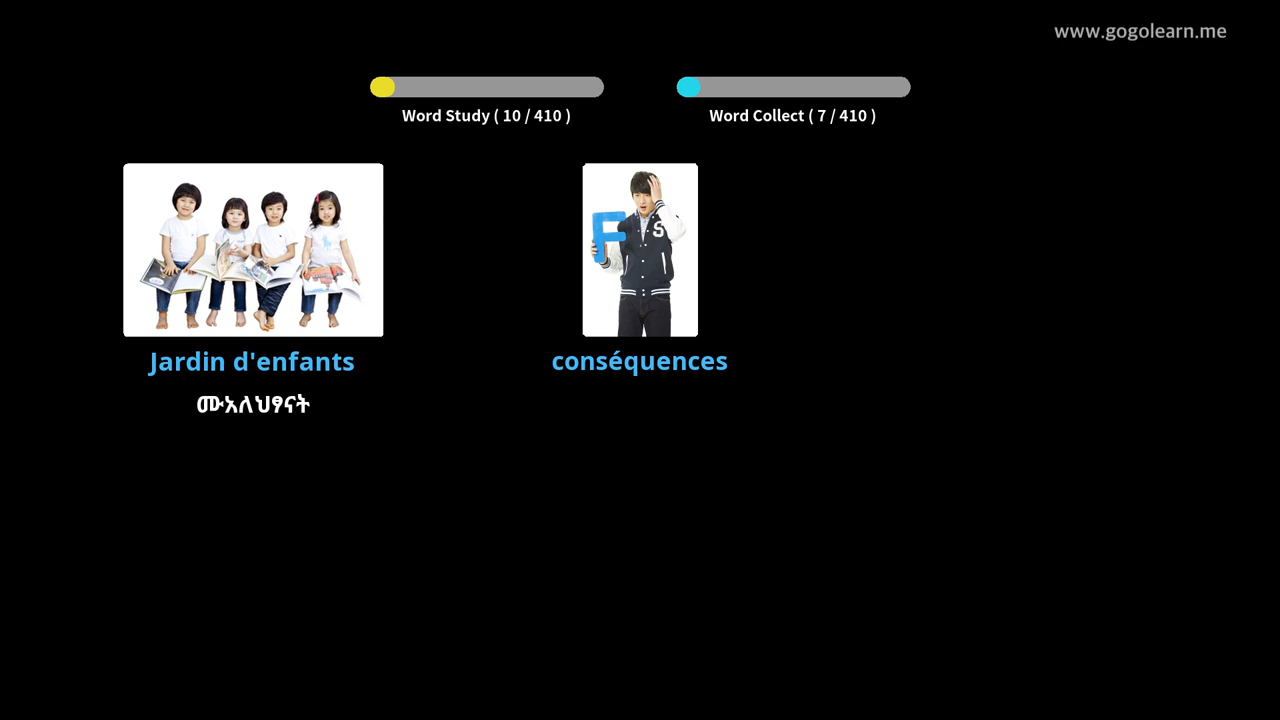 www.gogolearn.me
Word Study ( 10 / 410 )
Word Collect ( 7 / 410 )
F
S
Jardin d'enfants
conséquences
ሙአለህፃናት